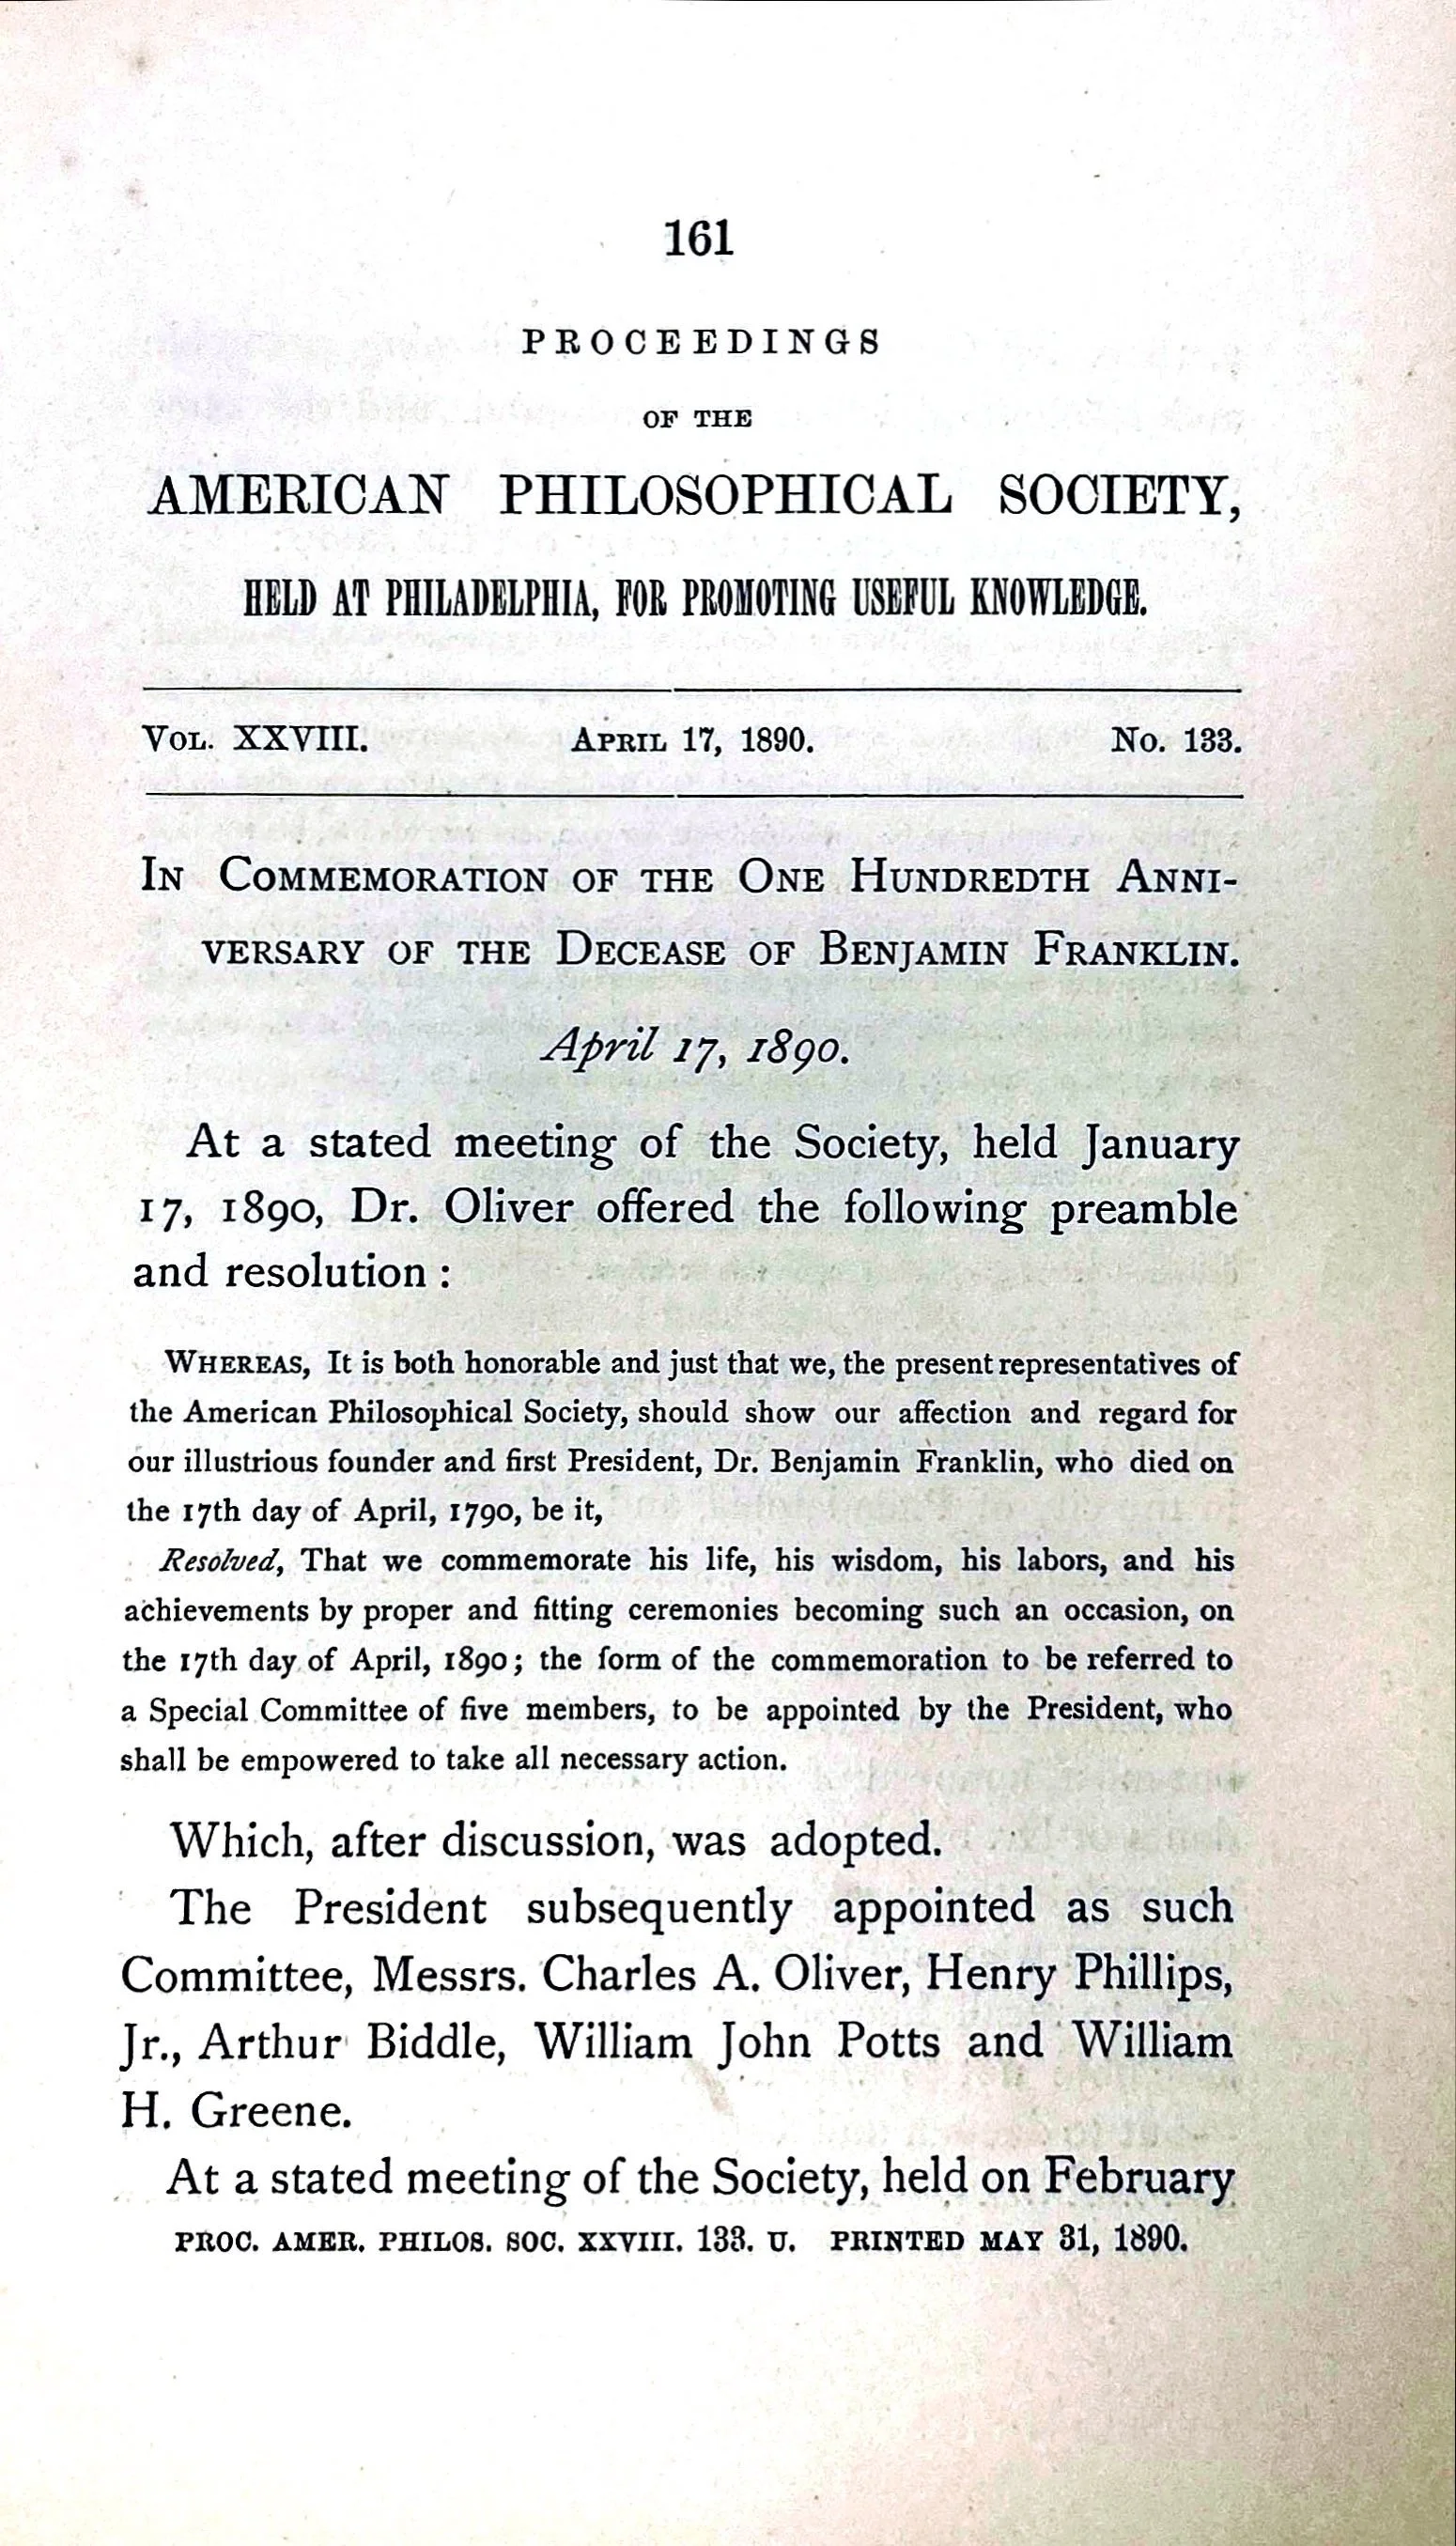 161
PROCEEDINGS
OF THE
AMERICAN PHILOSOPHICAL SOCIETY,
HELD AT PHILADELPHIA, FOR PROMOTING USEFUL KNOWLEDGE.
VOL. XXVIII. APRIL 17, 1890. No. 133.
IN COMMEMORATION OF THE ONE HUNDREDTH ANNI-
VERSARY OF THE DECEASE OF BENJAMIN FRANKLIN.
April 17, 1890.
At a stated meeting of the Society, held January
17, 1890, Dr. Oliver offered the following preamble
and resolution :
WHEREAS, It is both honorable and just that we, the present representatives of
the American Philosophical Society, should show our affection and regard for
our illustrious founder and first President, Dr. Benjamin Franklin, who died on
the 17th day of April, 1790, be it,
Resolved, That we commemorate his life, his wisdom, his labors, and his
achievements by proper and fitting ceremonies becoming such an occasion, on
the 17th day of April, 1890; the form of the commemoration to be referred to
a Special Committee of five members, to be appointed by the President, who
shall be empowered to take all necessary action.
Which, after discussion, was adopted.
The President subsequently appointed as such
Committee, Messrs. Charles A. Oliver, Henry Phillips,
Jr., Arthur Biddle, William John Potts and William
H. Greene.
At a stated meeting of the Society, held on February
PROC. AMER. PHILOS. SOC. XXVIII. 133. U. PRINTED MAY 31, 1890.